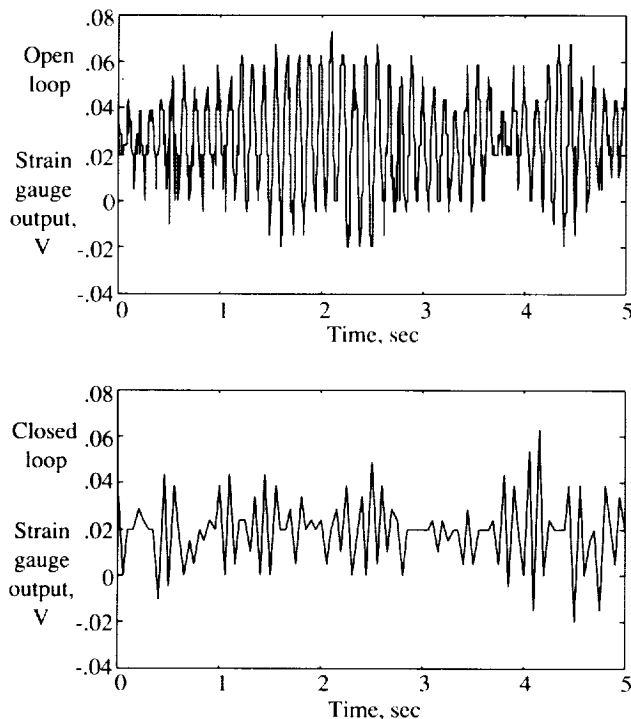 Open
loop
Strain
gauge
output,
V
.08
.06
.04
.02
0
-.02
-.04
0 1 2 3 4 5
Time, sec
Closed
loop
Strain
gauge
output,
V
.08
.06
.04
.02
0
-.02
-.04
0 1 2 3 4 5
Time, sec